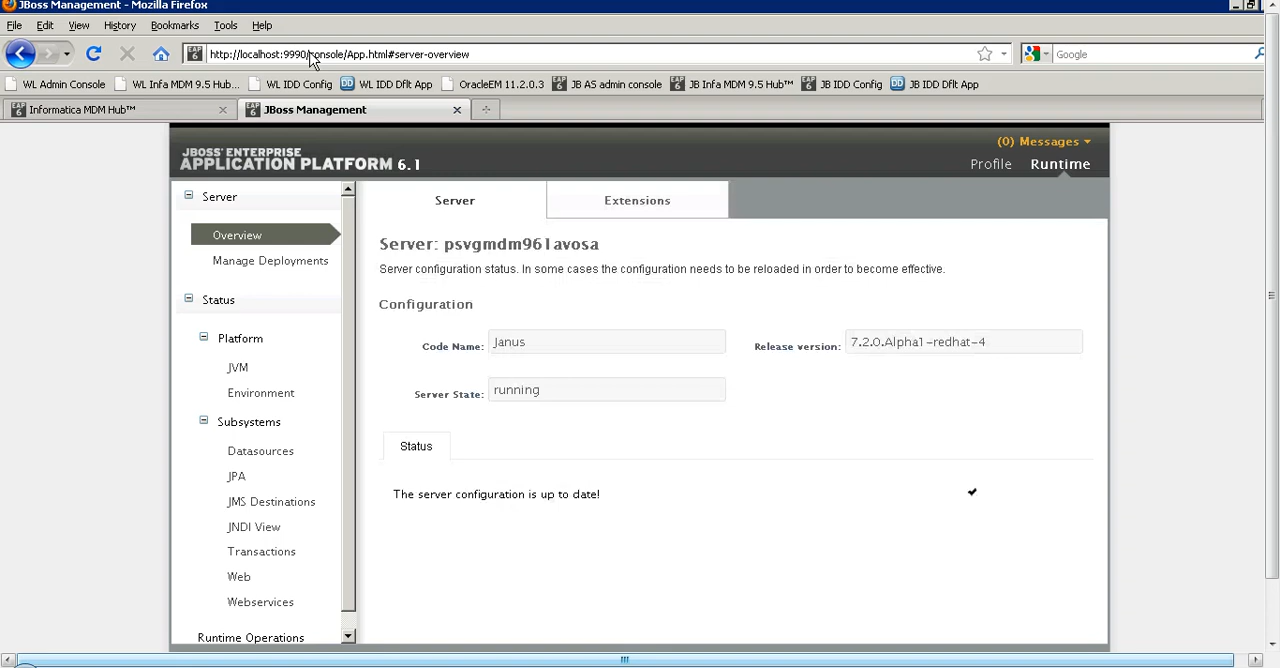 JBoss Management - Mozilla Firefox
File Edit View History Bookmarks Tools Help
http://localhost:9990/console/App.html#server-overview
Google
WL Admin Console WL Infa MDM 9.5 Hub... WL IDD Config WL IDD Dflt App OracleEM 11.2.0.3 JB AS admin console JB Infa MDM 9.5 Hub™ JB IDD Config JB IDD Dflt App
Informatica MDM Hub™ JBoss Management
(0) Messages
JBOSS® ENTERPRISE
APPLICATION PLATFORM 6.1
Profile Runtime
Server
Overview
Manage Deployments
Status
Platform
JVM
Environment
Subsystems
Datasources
JPA
JMS Destinations
JNDI View
Transactions
Web
Webservices
Runtime Operations
Server Extensions
Server: psvgmdm961avosa
Server configuration status. In some cases the configuration needs to be reloaded in order to become effective.
Configuration
Code Name: Janus Release version: 7.2.0.Alpha1-redhat-4
Server State: running
Status
The server configuration is up to date!